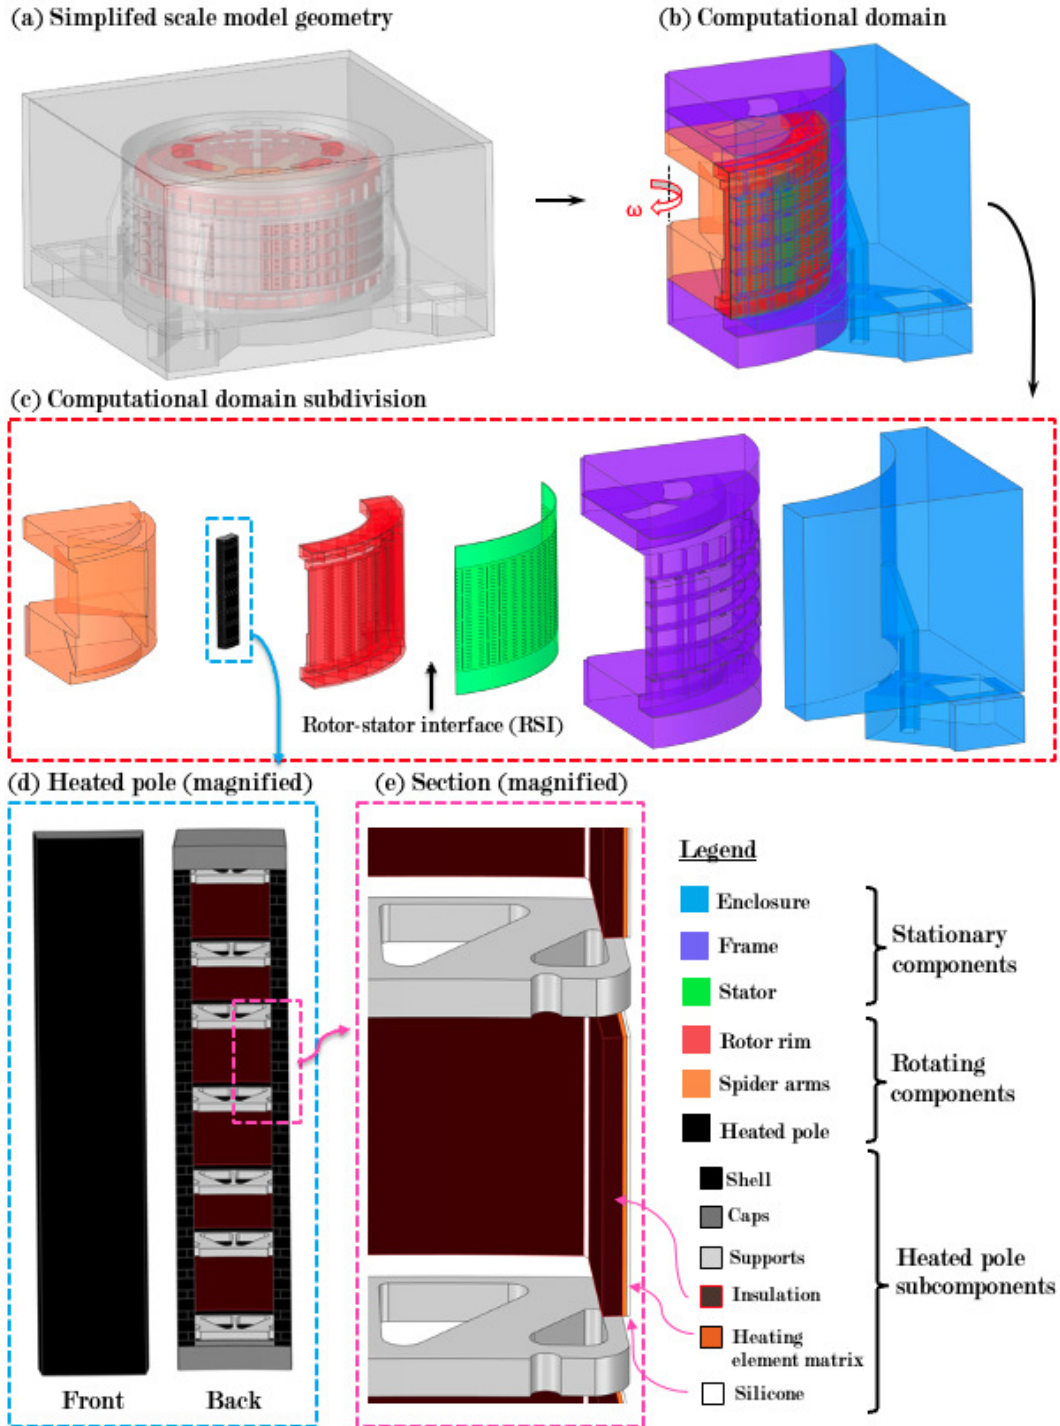 (a) Simplifed scale model geometry
(b) Computational domain
ω
(c) Computational domain subdivision
Rotor-stator interface (RSI)
(d) Heated pole (magnified)
(e) Section (magnified)
Front
Back
Legend
Enclosure
Frame
Stator
Stationary
components
Rotor rim
Spider arms
Heated pole
Rotating
components
Shell
Caps
Supports
Insulation
Heating
element matrix
Silicone
Heated pole
subcomponents